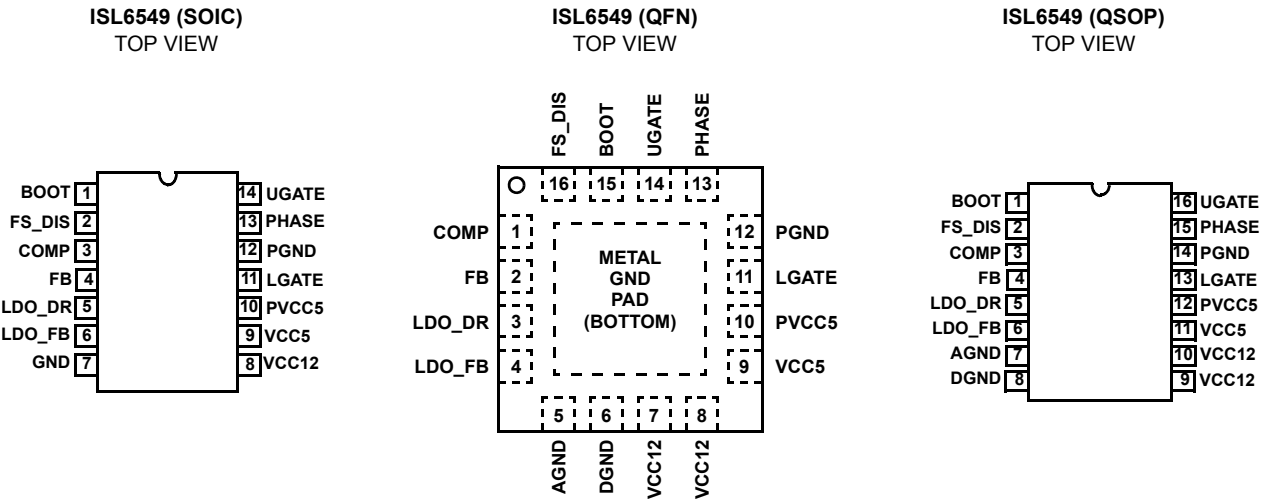 ISL6549 (SOIC)
TOP VIEW
BOOT 1
FS_DIS 2
COMP 3
FB 4
LDO_DR 5
LDO_FB 6
GND 7
14 UGATE
13 PHASE
12 PGND
11 LGATE
10 PVCC5
9 VCC5
8 VCC12
ISL6549 (QFN)
TOP VIEW
FS_DIS
BOOT
UGATE
PHASE
16 15 14 13
COMP 1
FB 2
LDO_DR 3
LDO_FB 4
METAL
GND
PAD
(BOTTOM)
12 PGND
11 LGATE
10 PVCC5
9 VCC5
5 6 7 8
AGND
DGND
VCC12
VCC12
ISL6549 (QSOP)
TOP VIEW
BOOT 1
FS_DIS 2
COMP 3
FB 4
LDO_DR 5
LDO_FB 6
AGND 7
DGND 8
16 UGATE
15 PHASE
14 PGND
13 LGATE
12 PVCC5
11 VCC5
10 VCC12
9 VCC12